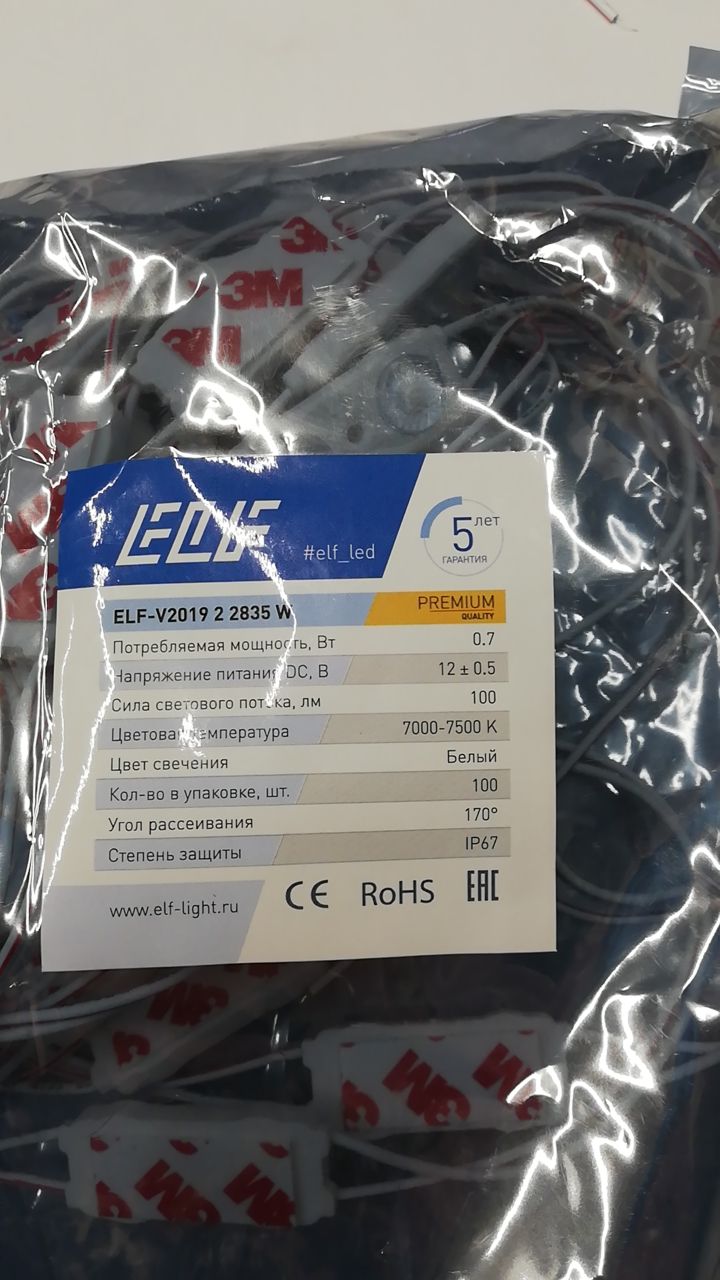 3M
3M
3M
ELF
#elf_led
5 лет
ГАРАНТИЯ
ELF-V2019 2 2835 W
PREMIUM
QUALITY
Потребляемая мощность, Вт 0.7
Напряжение питания DC, В 12 ± 0.5
Сила светового потока, лм 100
Цветовая температура 7000-7500 K
Цвет свечения Белый
Кол-во в упаковке, шт. 100
Угол рассеивания 170°
Степень защиты IP67
www.elf-light.ru
CE RoHS EAC
3M
3M 3M
3M 3M